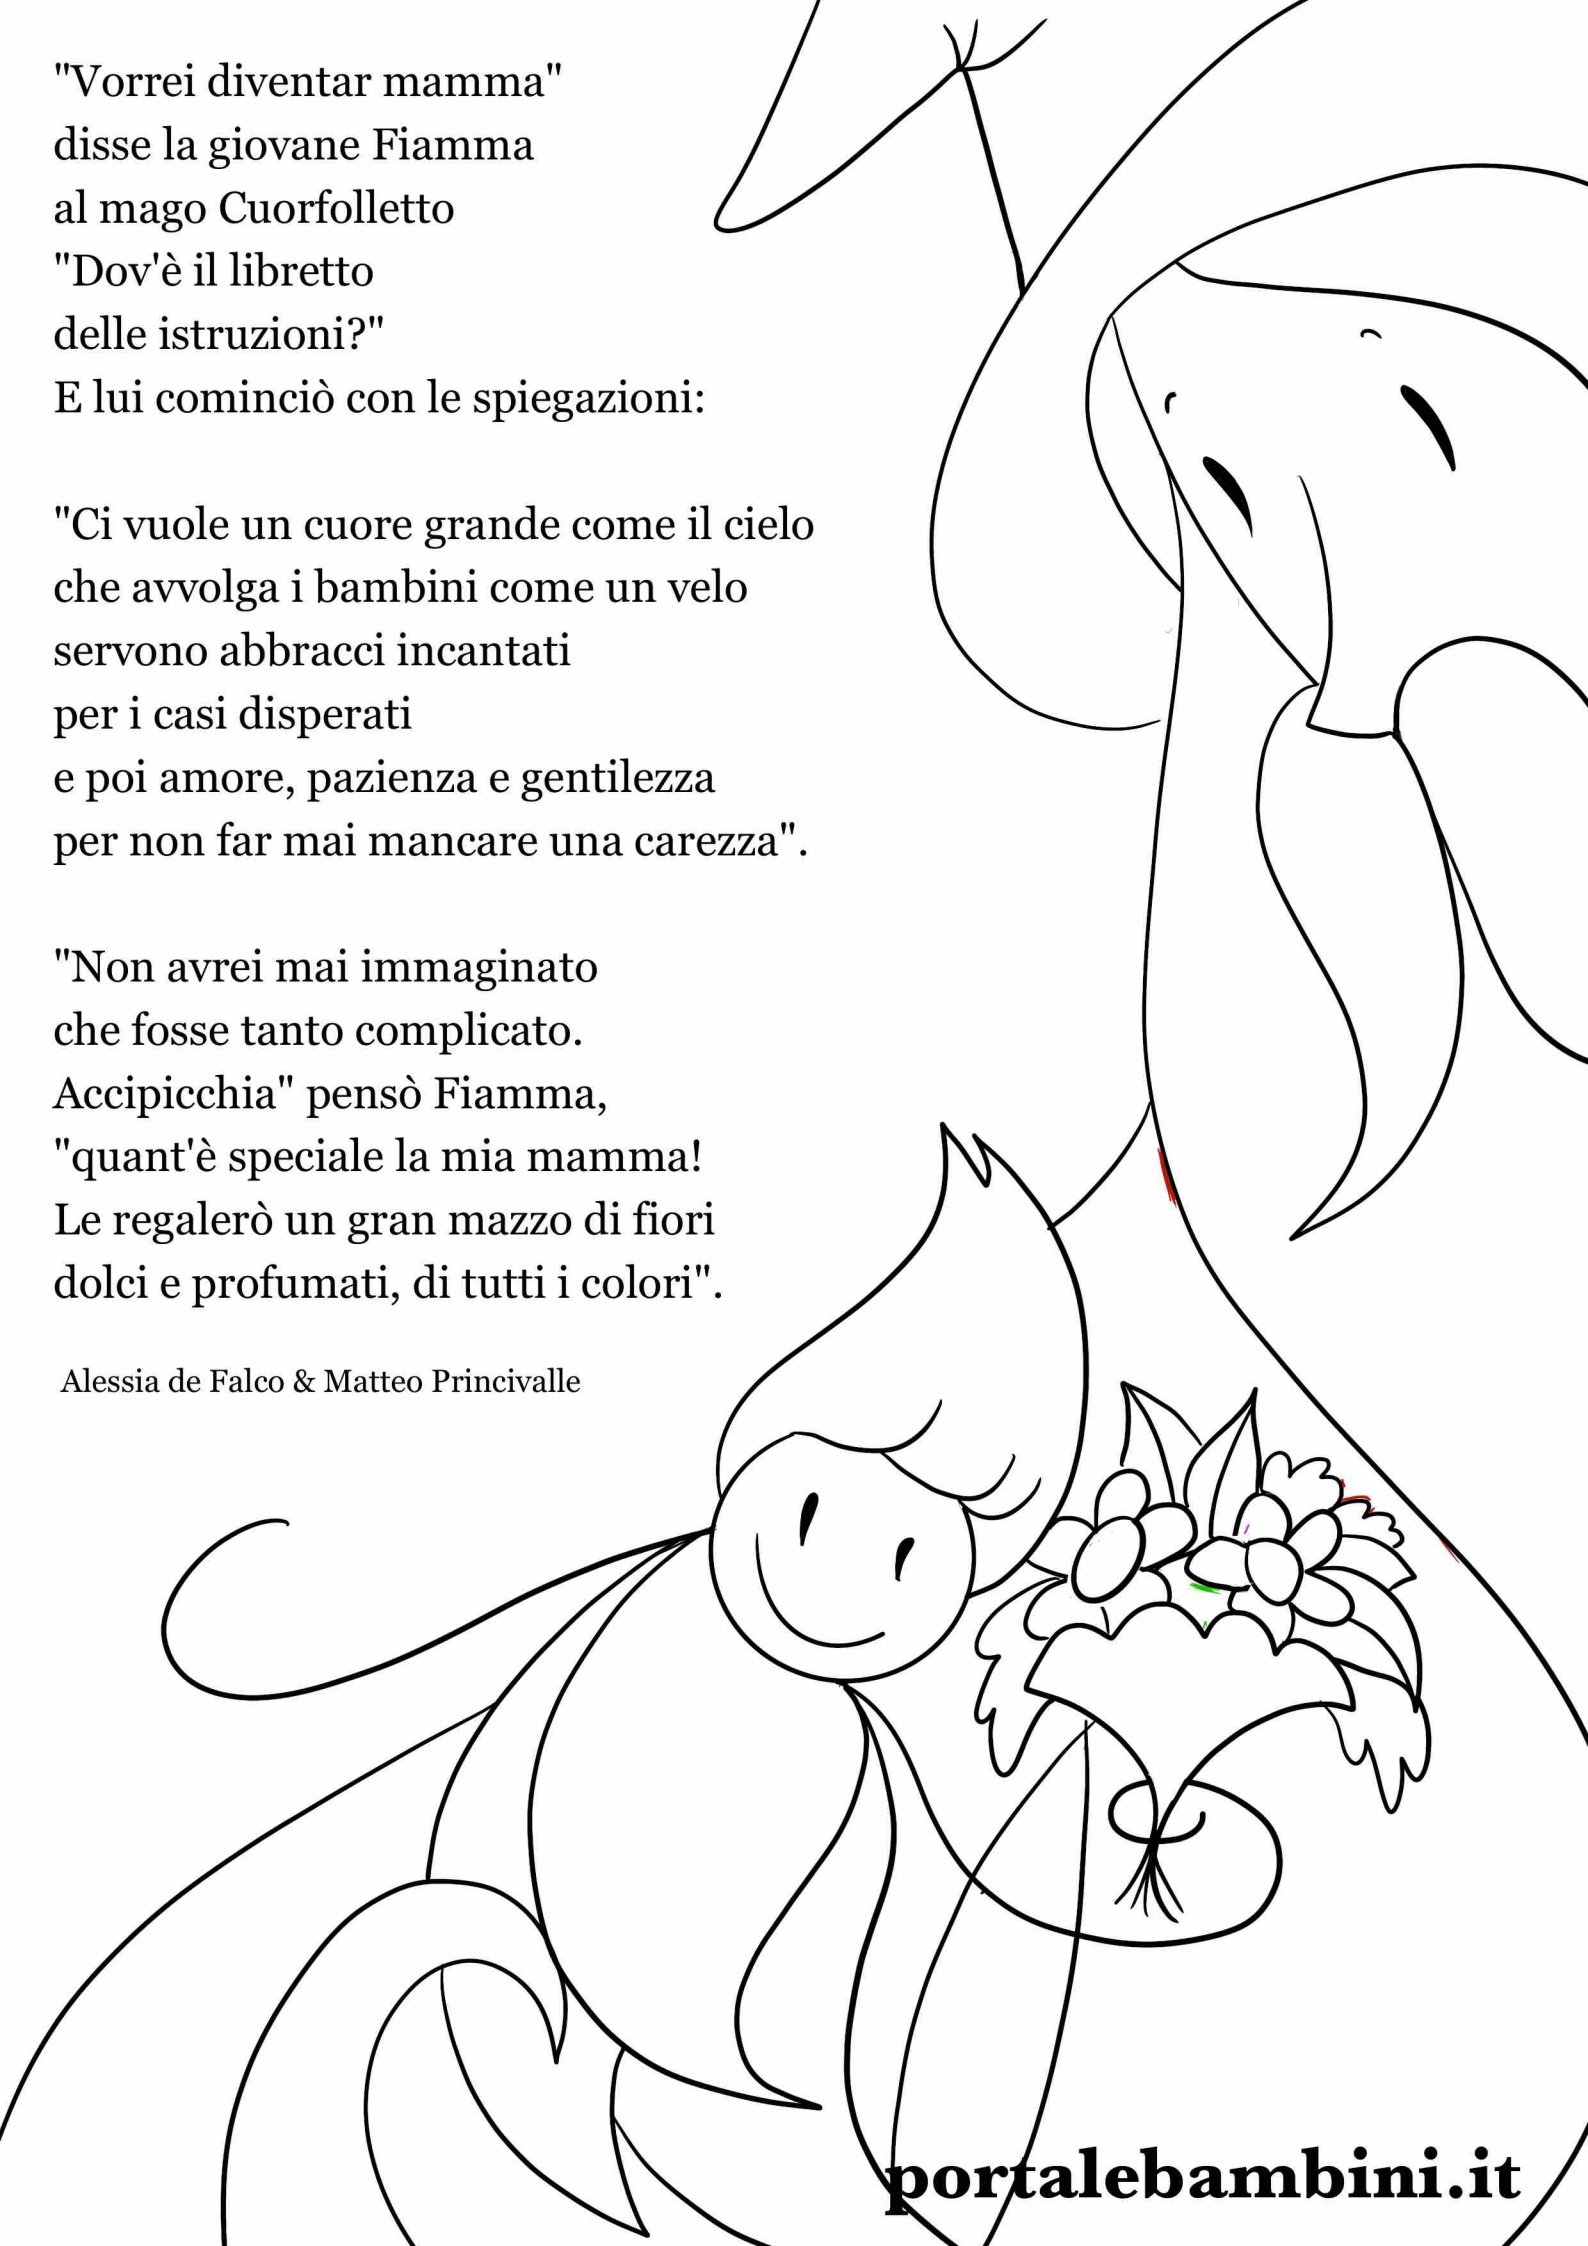 "Vorrei diventar mamma"
disse la giovane Fiamma
al mago Cuorfolletto
"Dov'è il libretto
delle istruzioni?"
E lui cominciò con le spiegazioni:
"Ci vuole un cuore grande come il cielo
che avvolga i bambini come un velo
servono abbracci incantati
per i casi disperati
e poi amore, pazienza e gentilezza
per non far mai mancare una carezza".
"Non avrei mai immaginato
che fosse tanto complicato.
Accipicchia" pensò Fiamma,
"quant'è speciale la mia mamma!
Le regalerò un gran mazzo di fiori
dolci e profumati, di tutti i colori".
Alessia de Falco & Matteo Princivalle
portalebambini.it